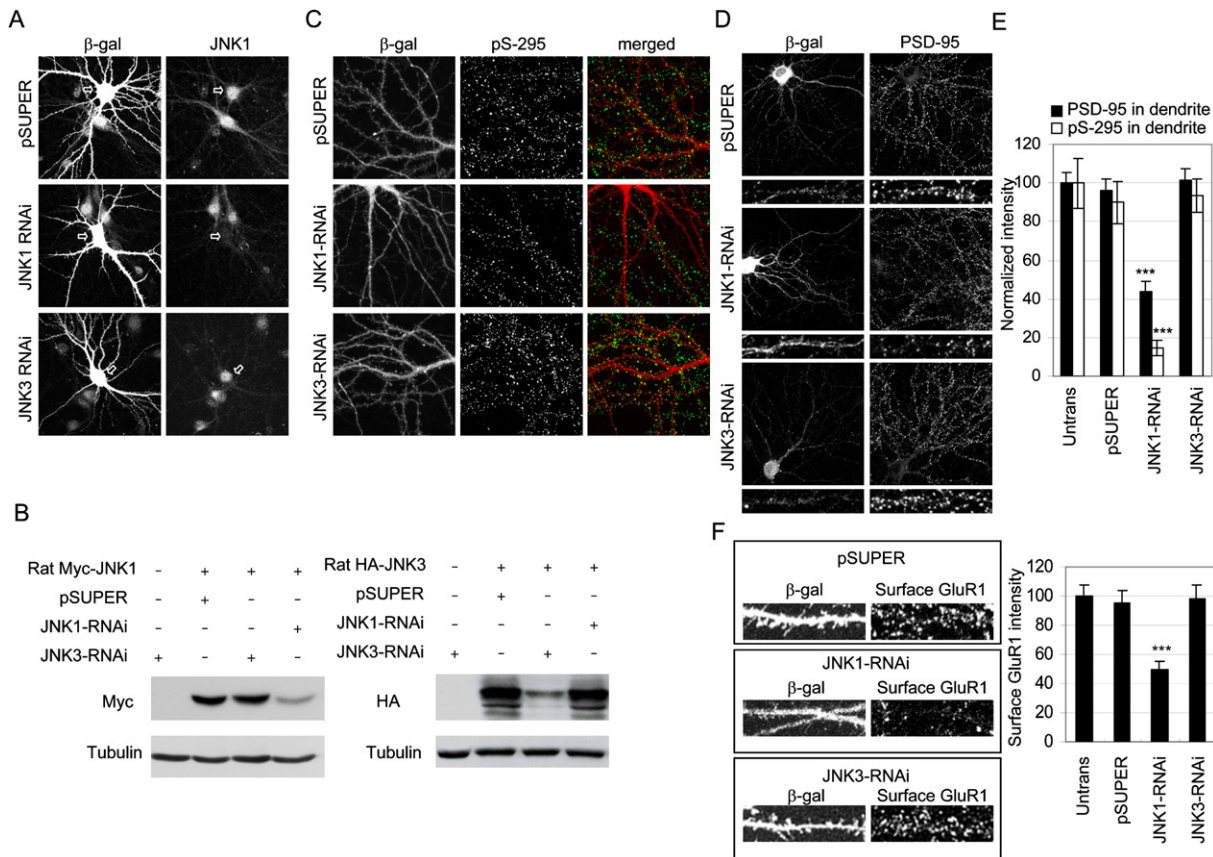 A
β-gal JNK1
pSUPER
JNK1 RNAi
JNK3 RNAi
C
β-gal pS-295 merged
pSUPER
JNK1-RNAi
JNK3-RNAi
D
β-gal PSD-95
pSUPER
JNK1-RNAi
JNK3-RNAi
E
PSD-95 in dendrite
pS-295 in dendrite
Normalized intensity
120
100
80
60
40
20
0
***
***
Untrans pSUPER JNK1-RNAi JNK3-RNAi
B
Rat Myc-JNK1 - + + +
pSUPER - + - -
JNK1-RNAi - - - +
JNK3-RNAi + - + -
Myc
Tubulin
Rat HA-JNK3 - + + +
pSUPER - + - -
JNK1-RNAi - - - +
JNK3-RNAi + - + -
HA
Tubulin
F
pSUPER
β-gal Surface GluR1
JNK1-RNAi
β-gal Surface GluR1
JNK3-RNAi
β-gal Surface GluR1
Surface GluR1 intensity
120
100
80
60
40
20
0
***
Untrans pSUPER JNK1-RNAi JNK3-RNAi